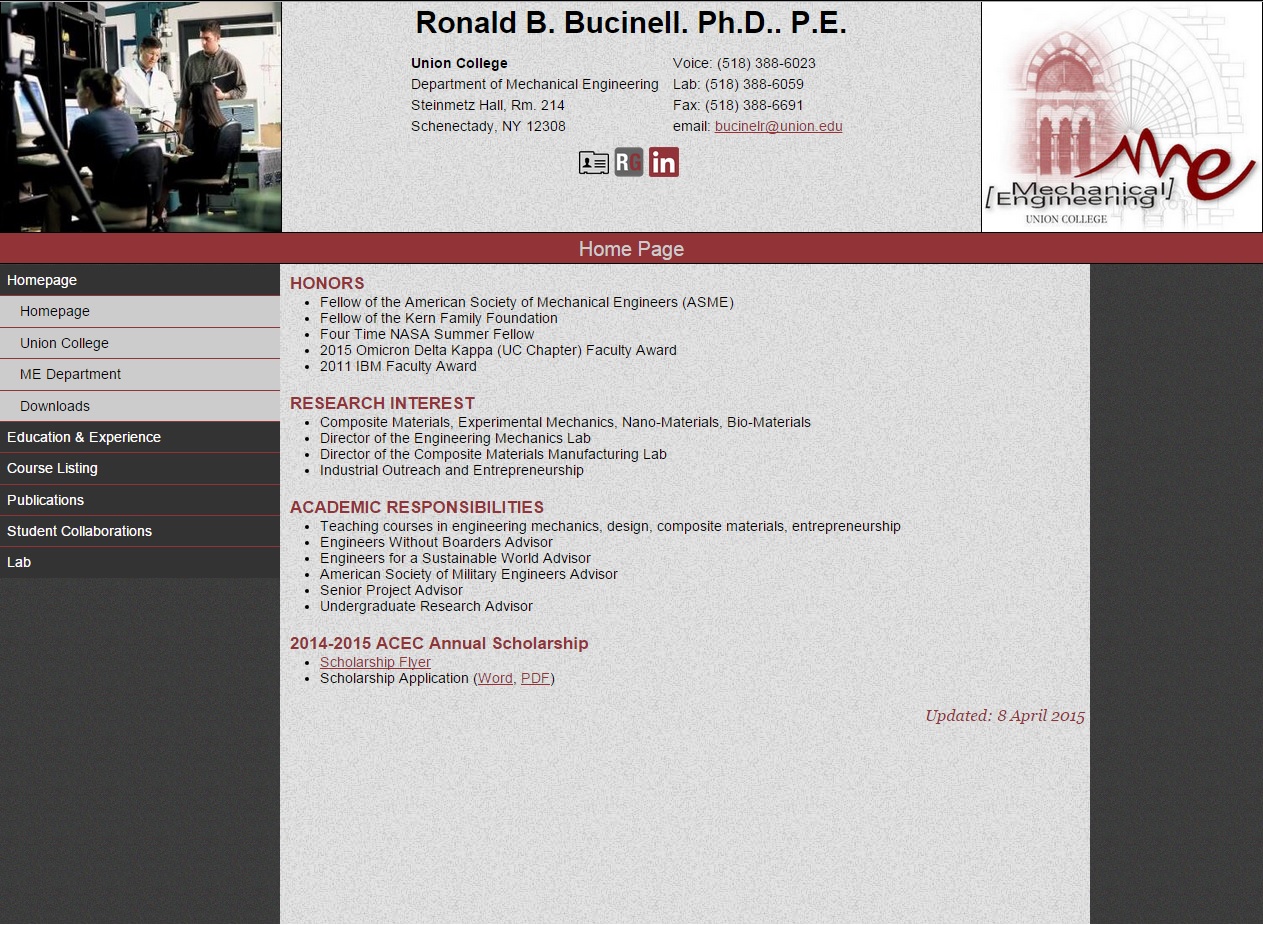 Ronald B. Bucinell. Ph.D.. P.E.
Union College
Department of Mechanical Engineering
Steinmetz Hall, Rm. 214
Schenectady, NY 12308
Voice: (518) 388-6023
Lab: (518) 388-6059
Fax: (518) 388-6691
email: bucinelr@union.edu
RG
in
me
[Mechanical]
[Engineering]
UNION COLLEGE
Home Page
Homepage
Homepage
Union College
ME Department
Downloads
Education & Experience
Course Listing
Publications
Student Collaborations
Lab
HONORS
• Fellow of the American Society of Mechanical Engineers (ASME)
• Fellow of the Kern Family Foundation
• Four Time NASA Summer Fellow
• 2015 Omicron Delta Kappa (UC Chapter) Faculty Award
• 2011 IBM Faculty Award
RESEARCH INTEREST
• Composite Materials, Experimental Mechanics, Nano-Materials, Bio-Materials
• Director of the Engineering Mechanics Lab
• Director of the Composite Materials Manufacturing Lab
• Industrial Outreach and Entrepreneurship
ACADEMIC RESPONSIBILITIES
• Teaching courses in engineering mechanics, design, composite materials, entrepreneurship
• Engineers Without Boarders Advisor
• Engineers for a Sustainable World Advisor
• American Society of Military Engineers Advisor
• Senior Project Advisor
• Undergraduate Research Advisor
2014-2015 ACEC Annual Scholarship
• Scholarship Flyer
• Scholarship Application (Word, PDF)
Updated: 8 April 2015